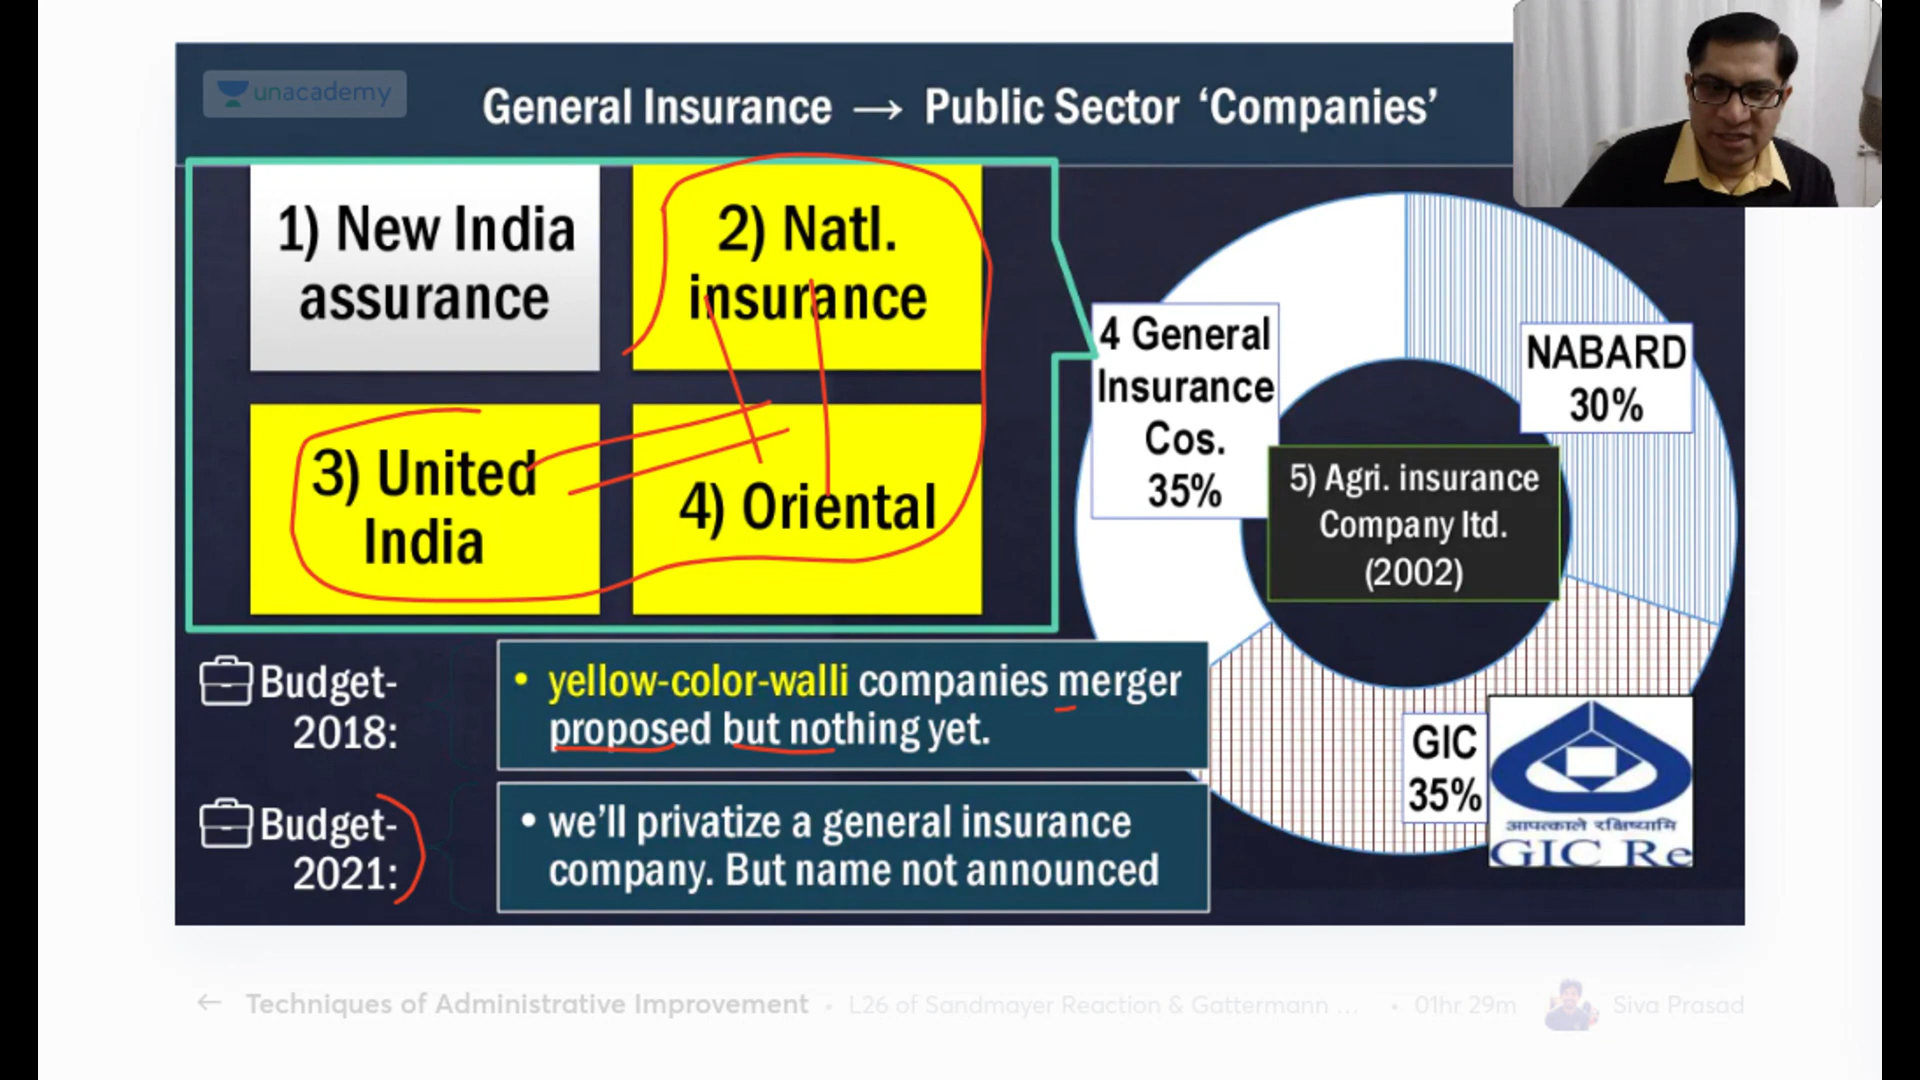 unacademy
General Insurance → Public Sector ‘Companies’
1) New India
assurance
2) Natl.
insurance
3) United
India
4) Oriental
4 General
Insurance
Cos.
35%
NABARD
30%
5) Agri. insurance
Company ltd.
(2002)
GIC
35%
आपत्काले रक्षिष्यामि
GIC Re
Budget-
2018:
• yellow-color-walli companies merger
proposed but nothing yet.
Budget-
2021:
• we’ll privatize a general insurance
company. But name not announced
← Techniques of Administrative Improvement • L26 of Sandmayer Reaction & Gattermann ... • 01hr 29m Siva Prasad